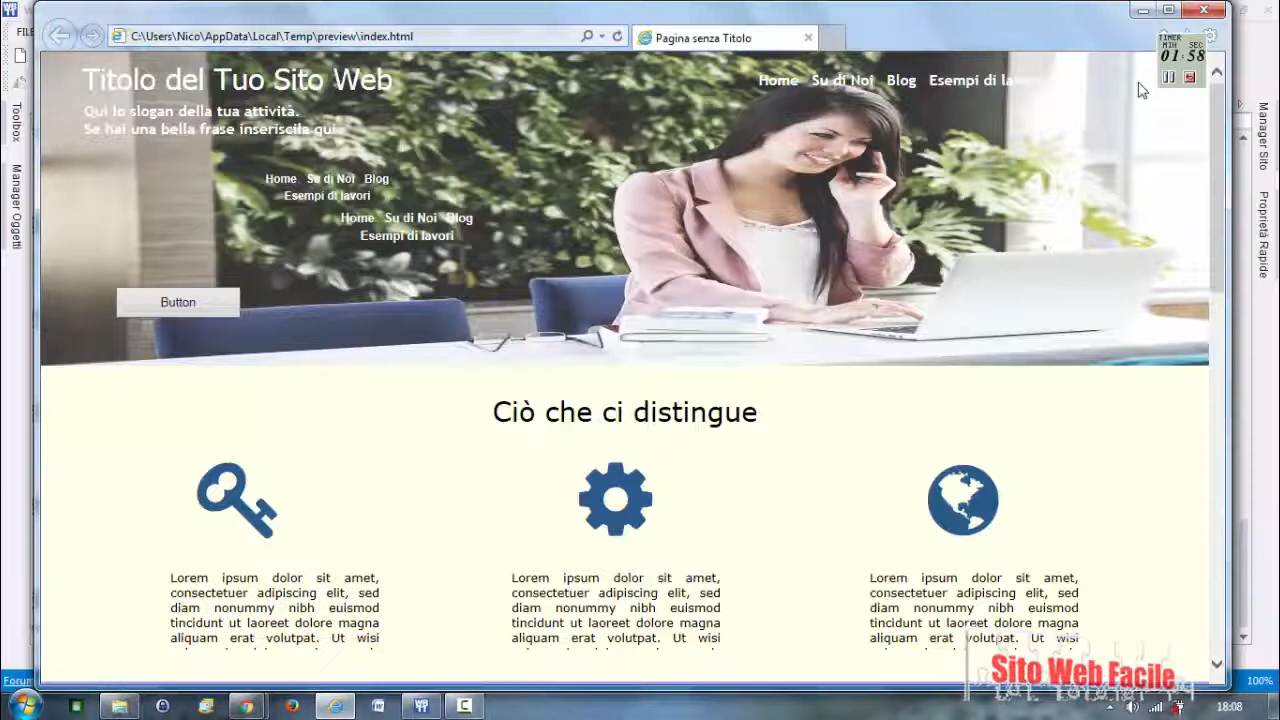 C:\Users\Nico\AppData\Local\Temp\preview\index.html
Pagina senza Titolo
TIMER
MIN SEC
01:58
FILE
Toolbox
Manager Oggetti
Manager Sito
Proprietà Rapide
Titolo del Tuo Sito Web
Home Su di Noi Blog Esempi di
Qui lo slogan della tua attività.
Se hai una bella frase inseriscila qui
Home Su di Noi Blog
Esempi di lavori
Home Su di Noi Blog
Esempi di lavori
Button
Ciò che ci distingue
Lorem ipsum dolor sit amet,
consectetuer adipiscing elit, sed
diam nonummy nibh euismod
tincidunt ut laoreet dolore magna
aliquam erat volutpat. Ut wisi
Lorem ipsum dolor sit amet,
consectetuer adipiscing elit, sed
diam nonummy nibh euismod
tincidunt ut laoreet dolore magna
aliquam erat volutpat. Ut wisi
Lorem ipsum dolor sit amet,
consectetuer adipiscing elit, sed
diam nonummy nibh euismod
tincidunt ut laoreet dolore magna
aliquam erat volutpat. Ut wisi
Sito Web Facile
100%
18:08